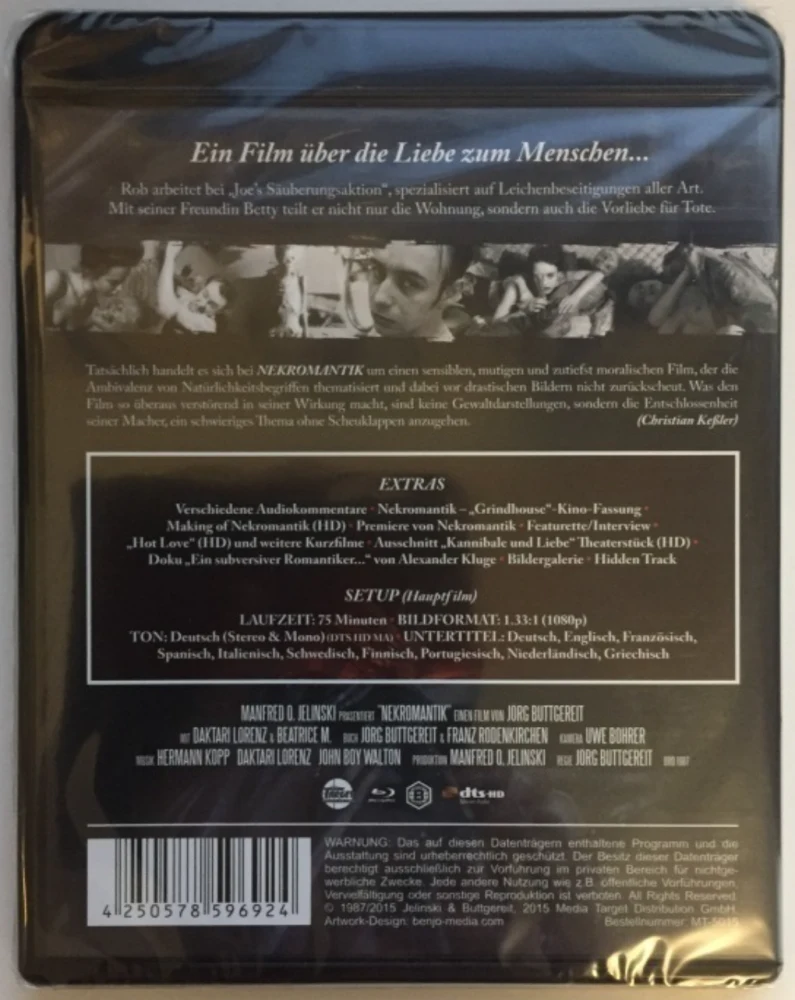 Ein Film über die Liebe zum Menschen...
Rob arbeitet bei „Joe's Säuberungsaktion“, spezialisiert auf Leichenbeseitigungen aller Art.
Mit seiner Freundin Betty teilt er nicht nur die Wohnung, sondern auch die Vorliebe für Tote.
Tatsächlich handelt es sich bei NEKROMANTIK um einen sensiblen, mutigen und zutiefst moralischen Film, der die
Ambivalenz von Natürlichkeitsbegriffen thematisiert und dabei vor drastischen Bildern nicht zurückscheut. Was den
Film so überaus verstörend in seiner Wirkung macht, sind keine Gewaltdarstellungen, sondern die Entschlossenheit
seiner Macher, ein schwieriges Thema ohne Scheuklappen anzugehen. (Christian Keßler)
EXTRAS
Verschiedene Audiokommentare • Nekromantik – „Grindhouse“-Kino-Fassung •
Making of Nekromantik (HD) • Premiere von Nekromantik • Featurette/Interview •
„Hot Love“ (HD) und weitere Kurzfilme • Ausschnitt „Kannibale und Liebe“ Theaterstück (HD) •
Doku „Ein subversiver Romantiker...“ von Alexander Kluge • Bildergalerie • Hidden Track
SETUP (Hauptfilm)
LAUFZEIT: 75 Minuten • BILDFORMAT: 1.33:1 (1080p)
TON: Deutsch (Stereo & Mono) (DTS HD MA) • UNTERTITEL: Deutsch, Englisch, Französisch,
Spanisch, Italienisch, Schwedisch, Finnisch, Portugiesisch, Niederländisch, Griechisch
MANFRED O. JELINSKI PRÄSENTIERT "NEKROMANTIK" EINEN FILM VON JÖRG BUTTGEREIT
MIT DAKTARI LORENZ & BEATRICE M. BUCH JÖRG BUTTGEREIT & FRANZ RODENKIRCHEN KAMERA UWE BOHRER
MUSIK HERMANN KOPP DAKTARI LORENZ JOHN BOY WALTON PRODUKTION MANFRED O. JELINSKI REGIE JÖRG BUTTGEREIT BRD 1987
dts-HD
WARNUNG: Das auf diesen Datenträgern enthaltene Programm und die
Ausstattung sind urheberrechtlich geschützt. Der Besitz dieser Datenträger
berechtigt ausschließlich zur Vorführung im privaten Bereich für nichtge-
werbliche Zwecke. Jede andere Nutzung wie z.B. öffentliche Vorführungen,
Vervielfältigung oder sonstige Reproduktion ist verboten. All Rights Reserved.
© 1987/2015 Jelinski & Buttgereit, 2015 Media Target Distribution GmbH.
Artwork-Design: benjo-media.com Bestellnummer:
4 250578 596924